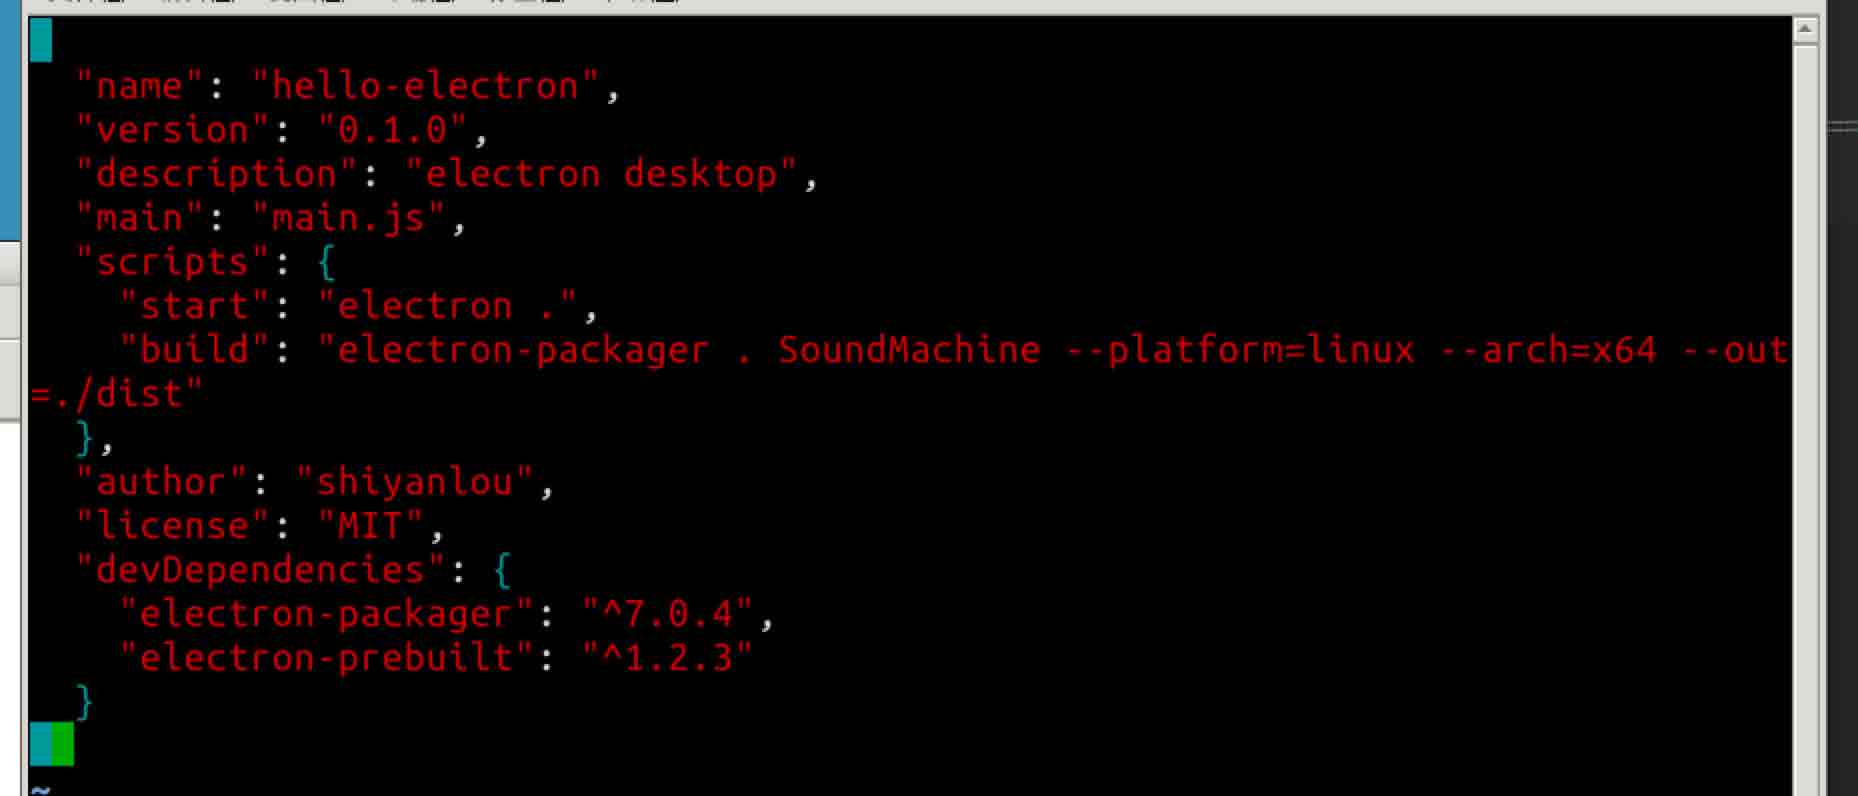 "name": "hello-electron",
"version": "0.1.0",
"description": "electron desktop",
"main": "main.js",
"scripts": {
"start": "electron .",
"build": "electron-packager . SoundMachine --platform=linux --arch=x64 --out
=./dist"
},
"author": "shiyanlou",
"license": "MIT",
"devDependencies": {
"electron-packager": "^7.0.4",
"electron-prebuilt": "^1.2.3"
}
~